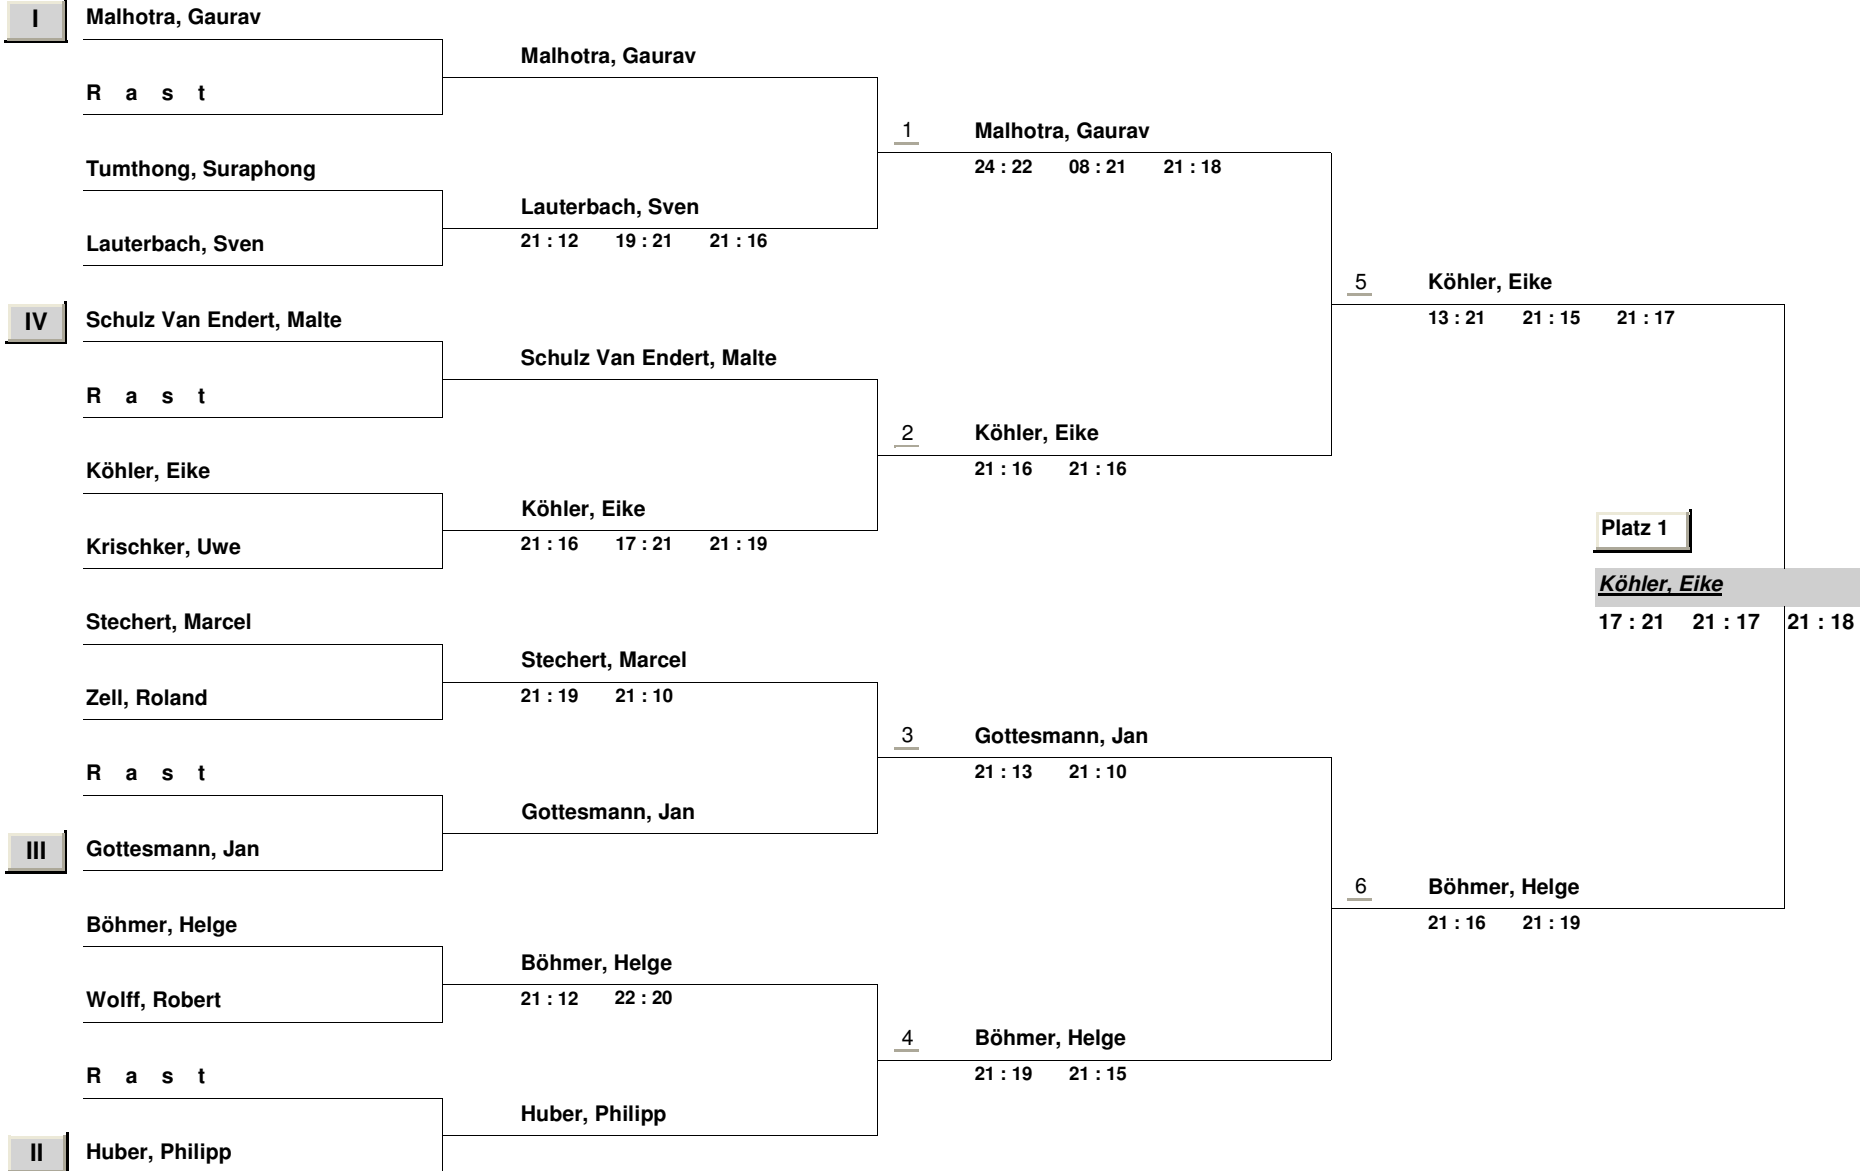 I Malhotra, Gaurav
Malhotra, Gaurav
R a s t
1 Malhotra, Gaurav
24 : 22 08 : 21 21 : 18
Tumthong, Suraphong
Lauterbach, Sven
21 : 12 19 : 21 21 : 16
Lauterbach, Sven
5 Köhler, Eike
13 : 21 21 : 15 21 : 17
IV Schulz Van Endert, Malte
Schulz Van Endert, Malte
R a s t
2 Köhler, Eike
21 : 16 21 : 16
Köhler, Eike
Köhler, Eike
21 : 16 17 : 21 21 : 19
Krischker, Uwe
Platz 1
Köhler, Eike
17 : 21 21 : 17 21 : 18
Stechert, Marcel
Stechert, Marcel
21 : 19 21 : 10
Zell, Roland
3 Gottesmann, Jan
21 : 13 21 : 10
R a s t
Gottesmann, Jan
III Gottesmann, Jan
6 Böhmer, Helge
21 : 16 21 : 19
Böhmer, Helge
Böhmer, Helge
21 : 12 22 : 20
Wolff, Robert
4 Böhmer, Helge
21 : 19 21 : 15
R a s t
Huber, Philipp
II Huber, Philipp